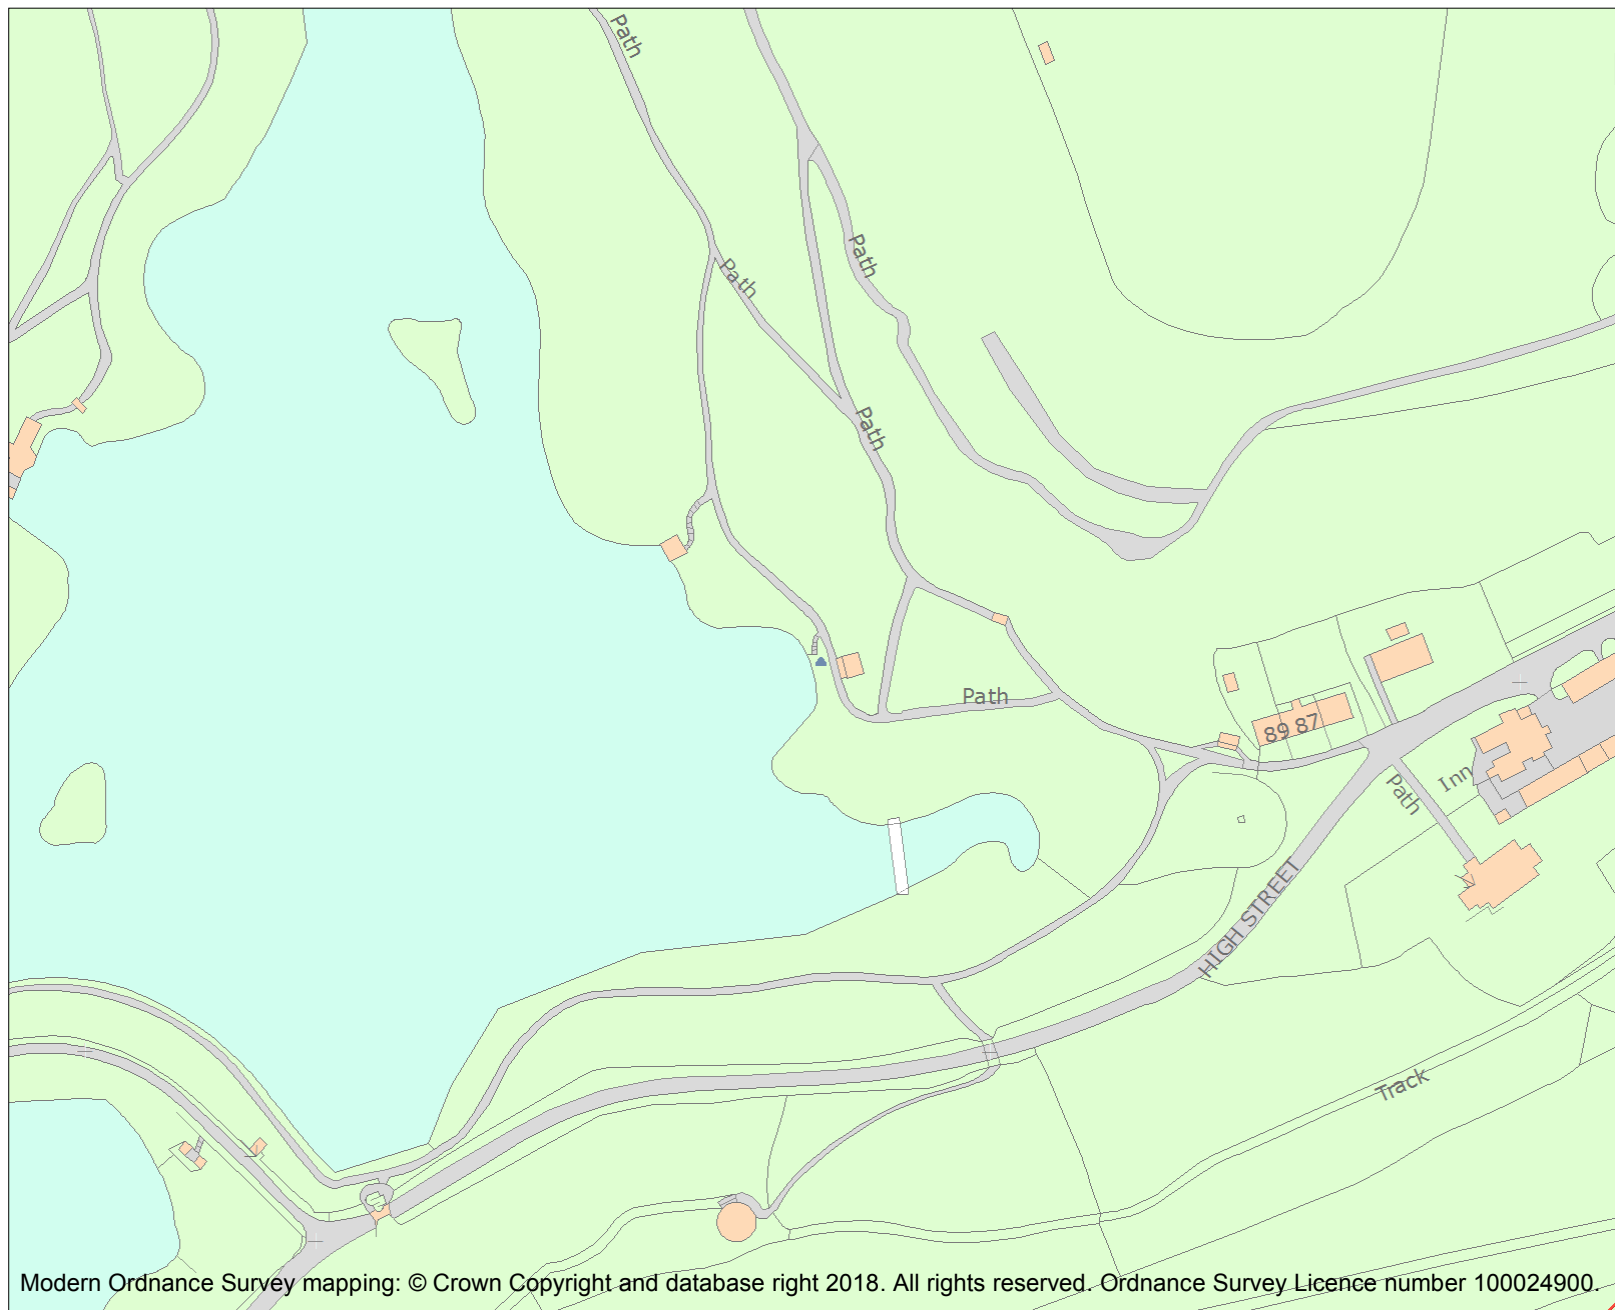 Path
Path
Path
Path
Path
89 87
Inn
Path
HIGH STREET
Track
Modern Ordnance Survey mapping: © Crown Copyright and database right 2018. All rights reserved. Ordnance Survey Licence number 100024900.